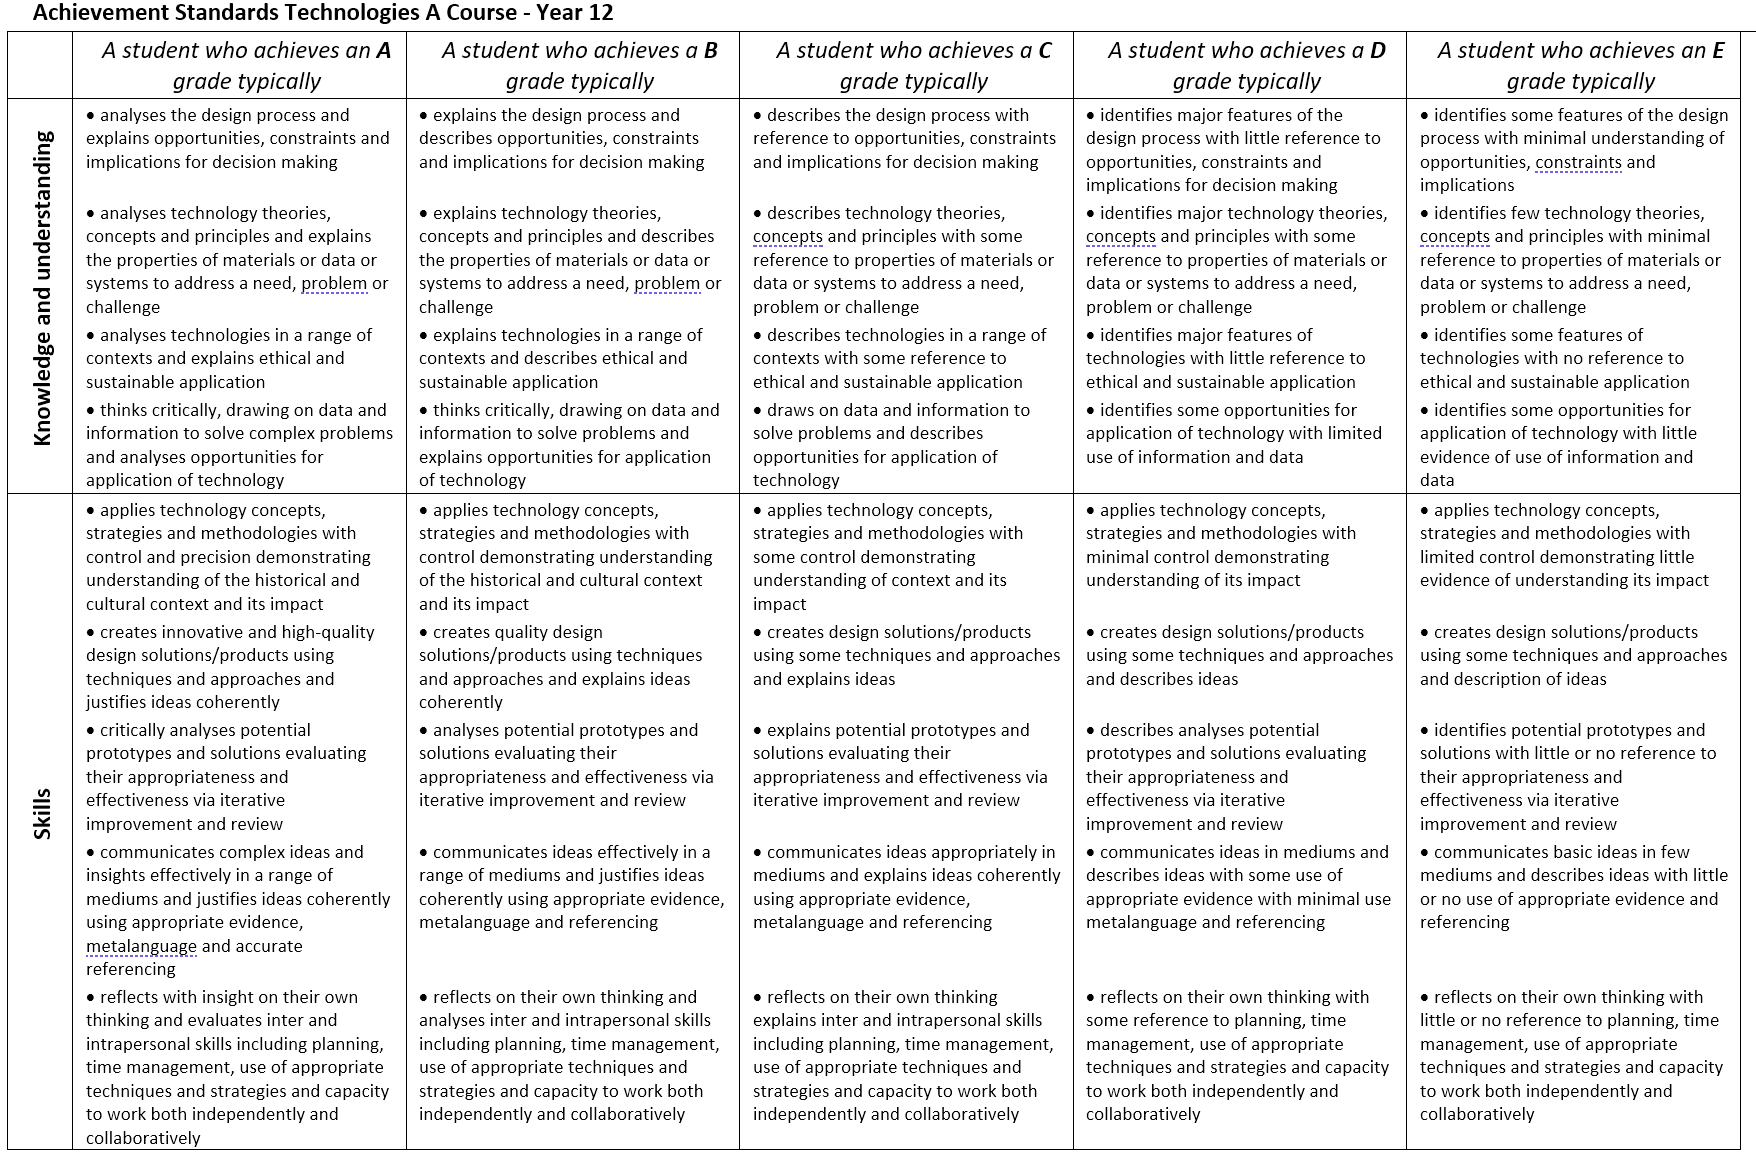 Achievement Standards Technologies A Course - Year 12
A student who achieves an A
grade typically
A student who achieves a B
grade typically
A student who achieves a C
grade typically
A student who achieves a D
grade typically
A student who achieves an E
grade typically
Knowledge and understanding
• analyses the design process and
explains opportunities, constraints and
implications for decision making
• explains the design process and
describes opportunities, constraints
and implications for decision making
• describes the design process with
reference to opportunities, constraints
and implications for decision making
• identifies major features of the
design process with little reference to
opportunities, constraints and
implications for decision making
• identifies some features of the design
process with minimal understanding of
opportunities, constraints and
implications
• analyses technology theories,
concepts and principles and explains
the properties of materials or data or
systems to address a need, problem or
challenge
• explains technology theories,
concepts and principles and describes
the properties of materials or data or
systems to address a need, problem or
challenge
• describes technology theories,
concepts and principles with some
reference to properties of materials or
data or systems to address a need,
problem or challenge
• identifies major technology theories,
concepts and principles with some
reference to properties of materials or
data or systems to address a need,
problem or challenge
• identifies few technology theories,
concepts and principles with minimal
reference to properties of materials or
data or systems to address a need,
problem or challenge
• analyses technologies in a range of
contexts and explains ethical and
sustainable application
• explains technologies in a range of
contexts and describes ethical and
sustainable application
• describes technologies in a range of
contexts with some reference to
ethical and sustainable application
• identifies major features of
technologies with little reference to
ethical and sustainable application
• identifies some features of
technologies with no reference to
ethical and sustainable application
• thinks critically, drawing on data and
information to solve complex problems
and analyses opportunities for
application of technology
• thinks critically, drawing on data and
information to solve problems and
explains opportunities for application
of technology
• draws on data and information to
solve problems and describes
opportunities for application of
technology
• identifies some opportunities for
application of technology with limited
use of information and data
• identifies some opportunities for
application of technology with little
evidence of use of information and
data
Skills
• applies technology concepts,
strategies and methodologies with
control and precision demonstrating
understanding of the historical and
cultural context and its impact
• applies technology concepts,
strategies and methodologies with
control demonstrating understanding
of the historical and cultural context
and its impact
• applies technology concepts,
strategies and methodologies with
some control demonstrating
understanding of context and its
impact
• applies technology concepts,
strategies and methodologies with
minimal control demonstrating
understanding of its impact
• applies technology concepts,
strategies and methodologies with
limited control demonstrating little
evidence of understanding its impact
• creates innovative and high-quality
design solutions/products using
techniques and approaches and
justifies ideas coherently
• creates quality design
solutions/products using techniques
and approaches and explains ideas
coherently
• creates design solutions/products
using some techniques and approaches
and explains ideas
• creates design solutions/products
using some techniques and approaches
and describes ideas
• creates design solutions/products
using some techniques and approaches
and description of ideas
• critically analyses potential
prototypes and solutions evaluating
their appropriateness and
effectiveness via iterative
improvement and review
• analyses potential prototypes and
solutions evaluating their
appropriateness and effectiveness via
iterative improvement and review
• explains potential prototypes and
solutions evaluating their
appropriateness and effectiveness via
iterative improvement and review
• describes analyses potential
prototypes and solutions evaluating
their appropriateness and
effectiveness via iterative
improvement and review
• identifies potential prototypes and
solutions with little or no reference to
their appropriateness and
effectiveness via iterative
improvement and review
• communicates complex ideas and
insights effectively in a range of
mediums and justifies ideas coherently
using appropriate evidence,
metalanguage and accurate
referencing
• communicates ideas effectively in a
range of mediums and justifies ideas
coherently using appropriate evidence,
metalanguage and referencing
• communicates ideas appropriately in
mediums and explains ideas coherently
using appropriate evidence,
metalanguage and referencing
• communicates ideas in mediums and
describes ideas with some use of
appropriate evidence with minimal use
metalanguage and referencing
• communicates basic ideas in few
mediums and describes ideas with little
or no use of appropriate evidence and
referencing
• reflects with insight on their own
thinking and evaluates inter and
intrapersonal skills including planning,
time management, use of appropriate
techniques and strategies and capacity
to work both independently and
collaboratively
• reflects on their own thinking and
analyses inter and intrapersonal skills
including planning, time management,
use of appropriate techniques and
strategies and capacity to work both
independently and collaboratively
• reflects on their own thinking
explains inter and intrapersonal skills
including planning, time management,
use of appropriate techniques and
strategies and capacity to work both
independently and collaboratively
• reflects on their own thinking with
some reference to planning, time
management, use of appropriate
techniques and strategies and capacity
to work both independently and
collaboratively
• reflects on their own thinking with
little or no reference to planning, time
management, use of appropriate
techniques and strategies and capacity
to work both independently and
collaboratively